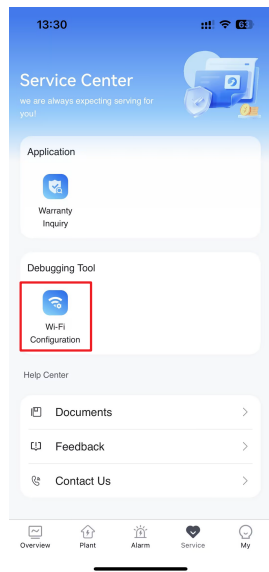 13:30
63
Service Center
we are always expecting serving for
you!
Application
Warranty
Inquiry
Debugging Tool
Wi-Fi
Configuration
Help Center
Documents
Feedback
Contact Us
Overview
Plant
Alarm
Service
My